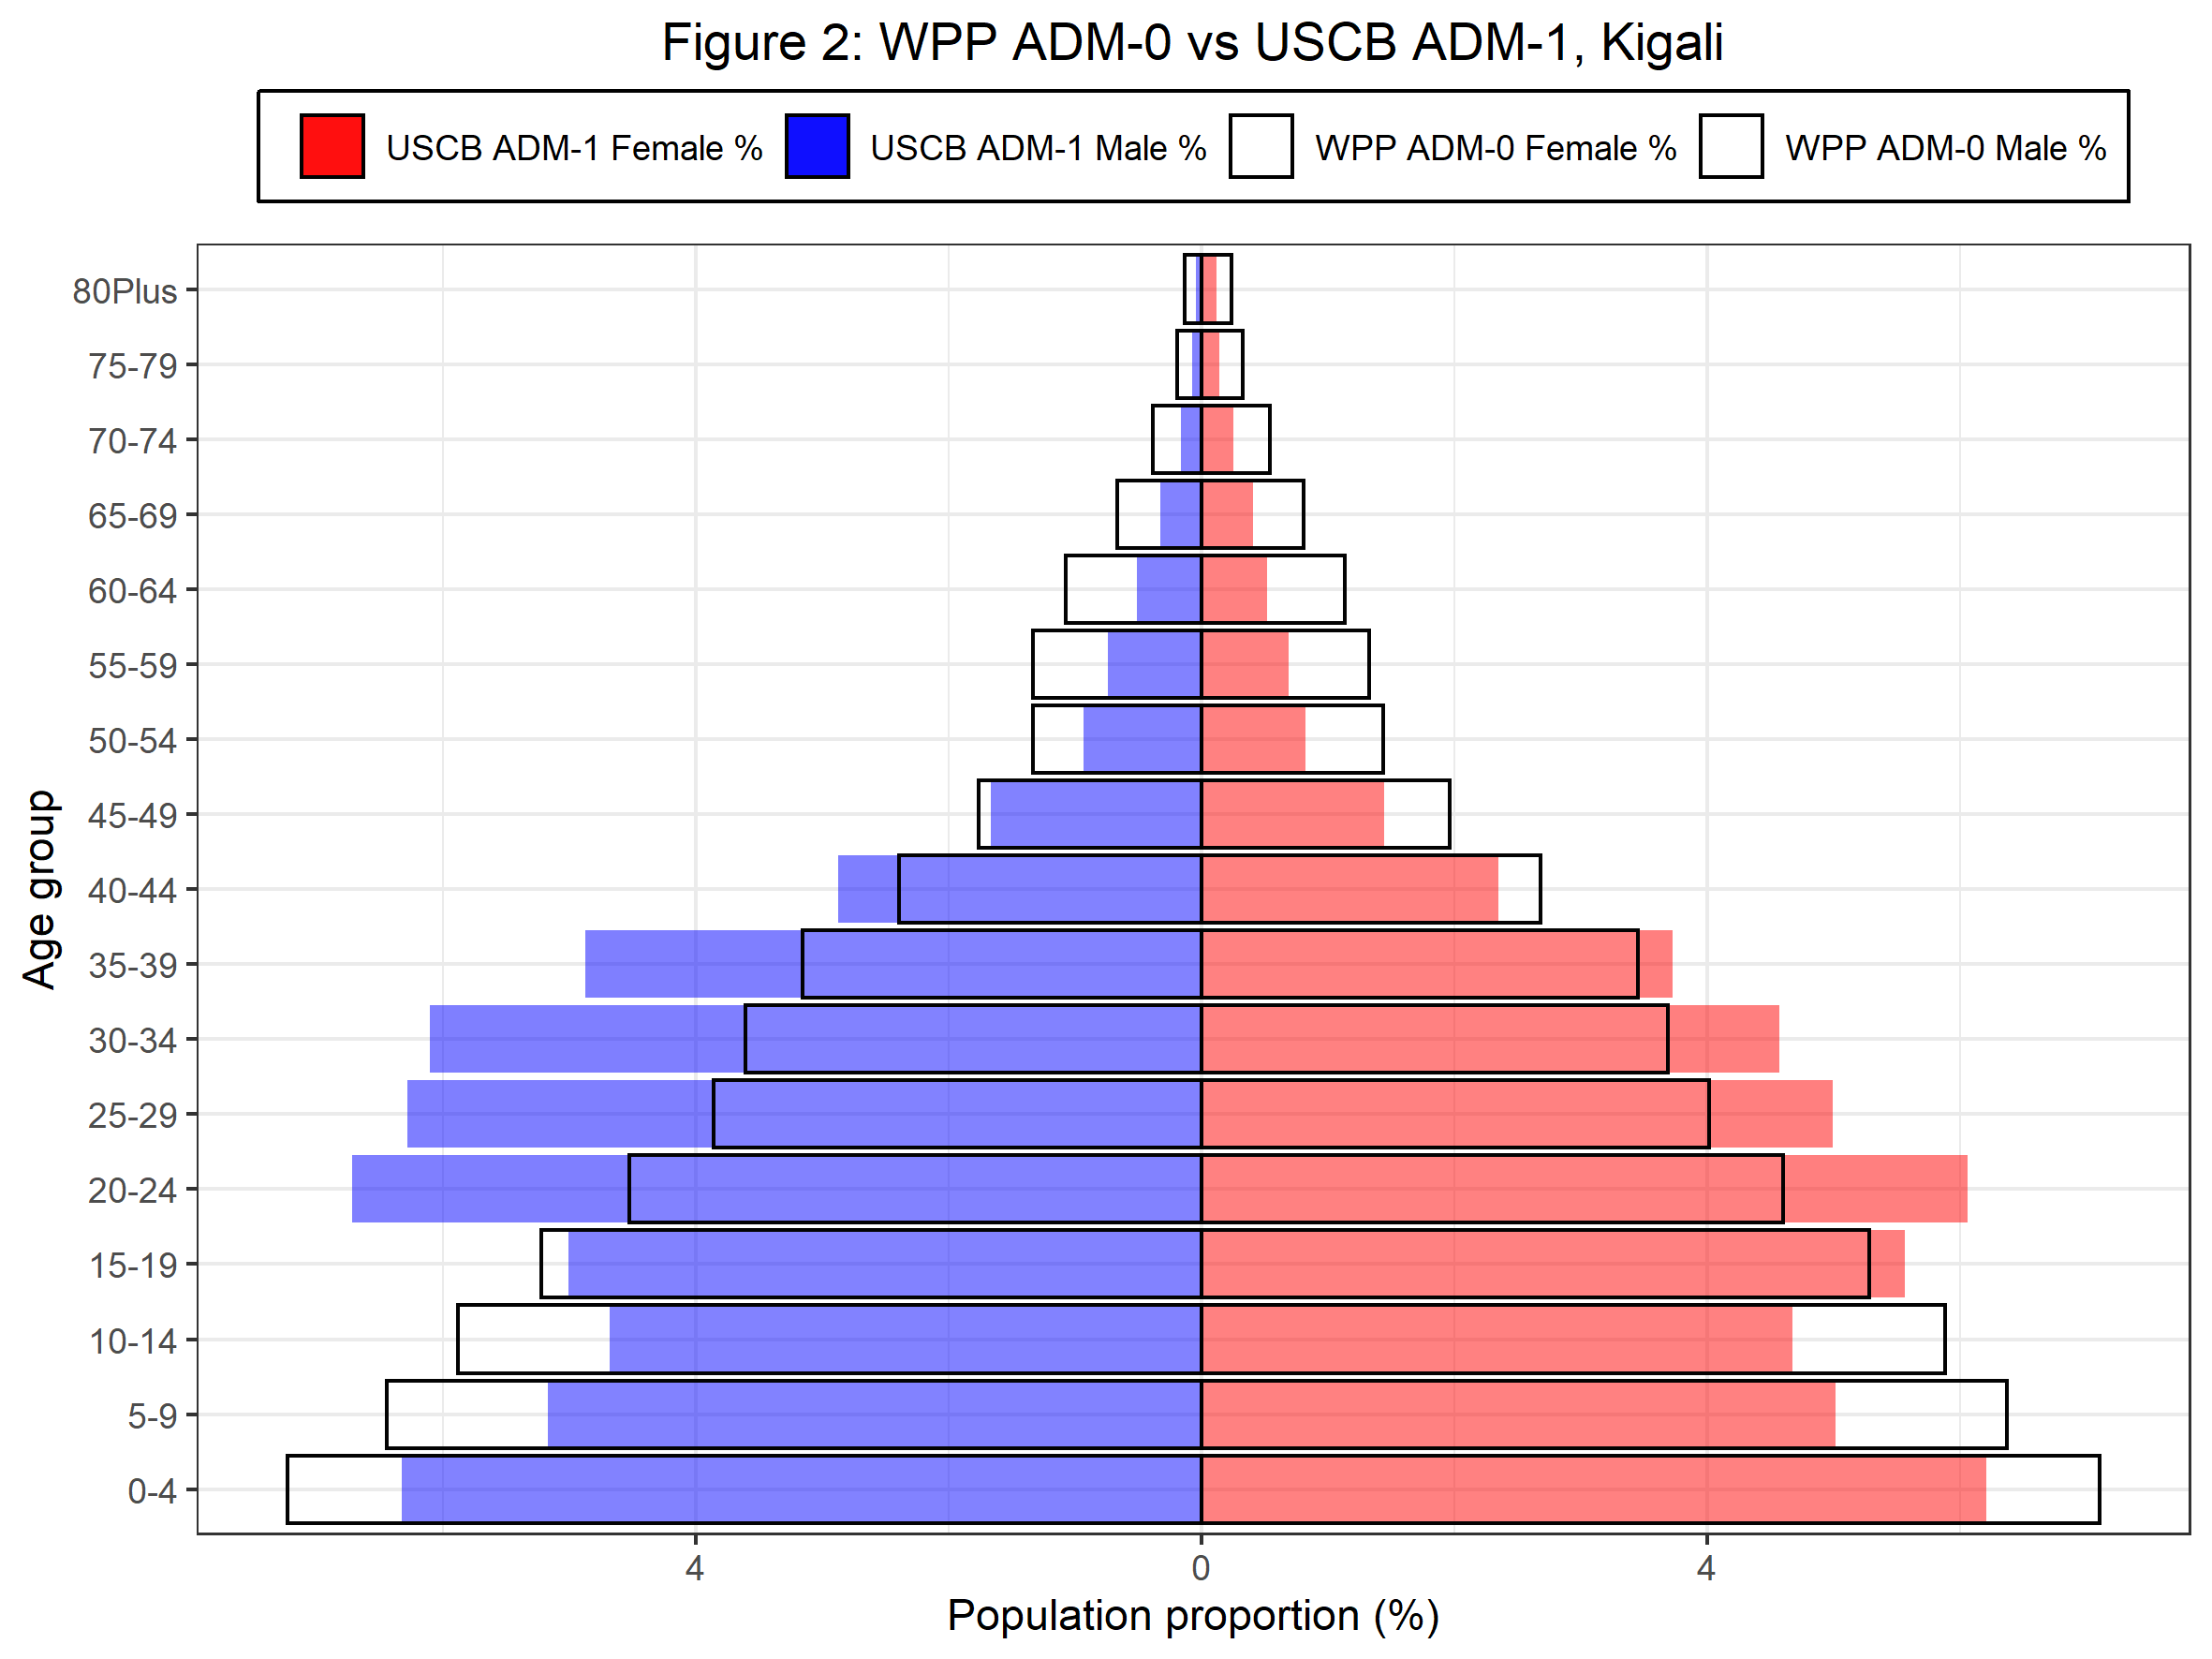 Figure 2: WPP ADM-0 vs USCB ADM-1, Kigali
USCB ADM-1 Female %
USCB ADM-1 Male %
WPP ADM-0 Female %
WPP ADM-0 Male %
80Plus
75-79
70-74
65-69
60-64
55-59
50-54
45-49
40-44
35-39
30-34
25-29
20-24
15-19
10-14
5-9
0-4
Age group
4
0
4
Population proportion (%)